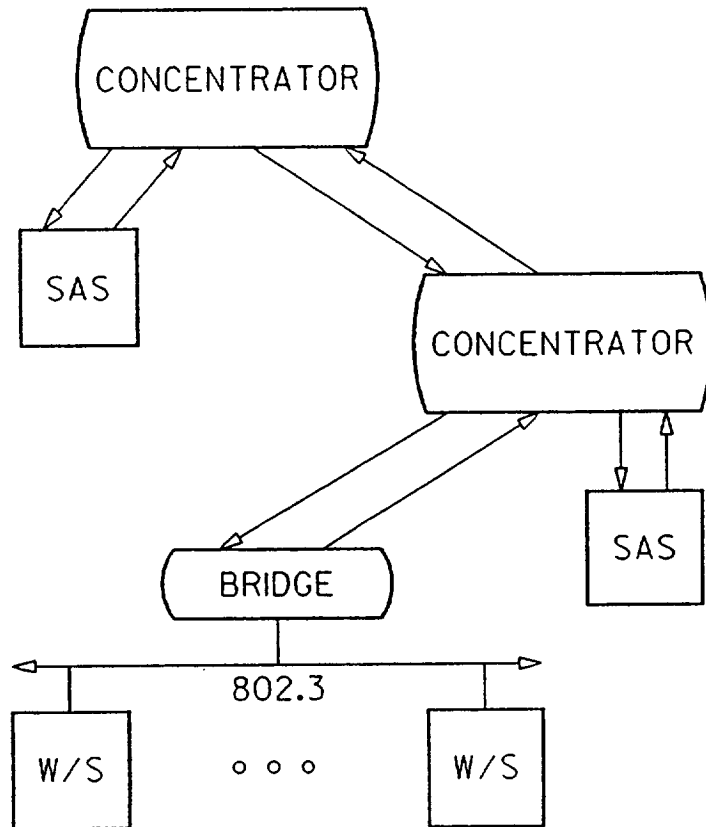 CONCENTRATOR
SAS
CONCENTRATOR
SAS
BRIDGE
802.3
W/S
W/S